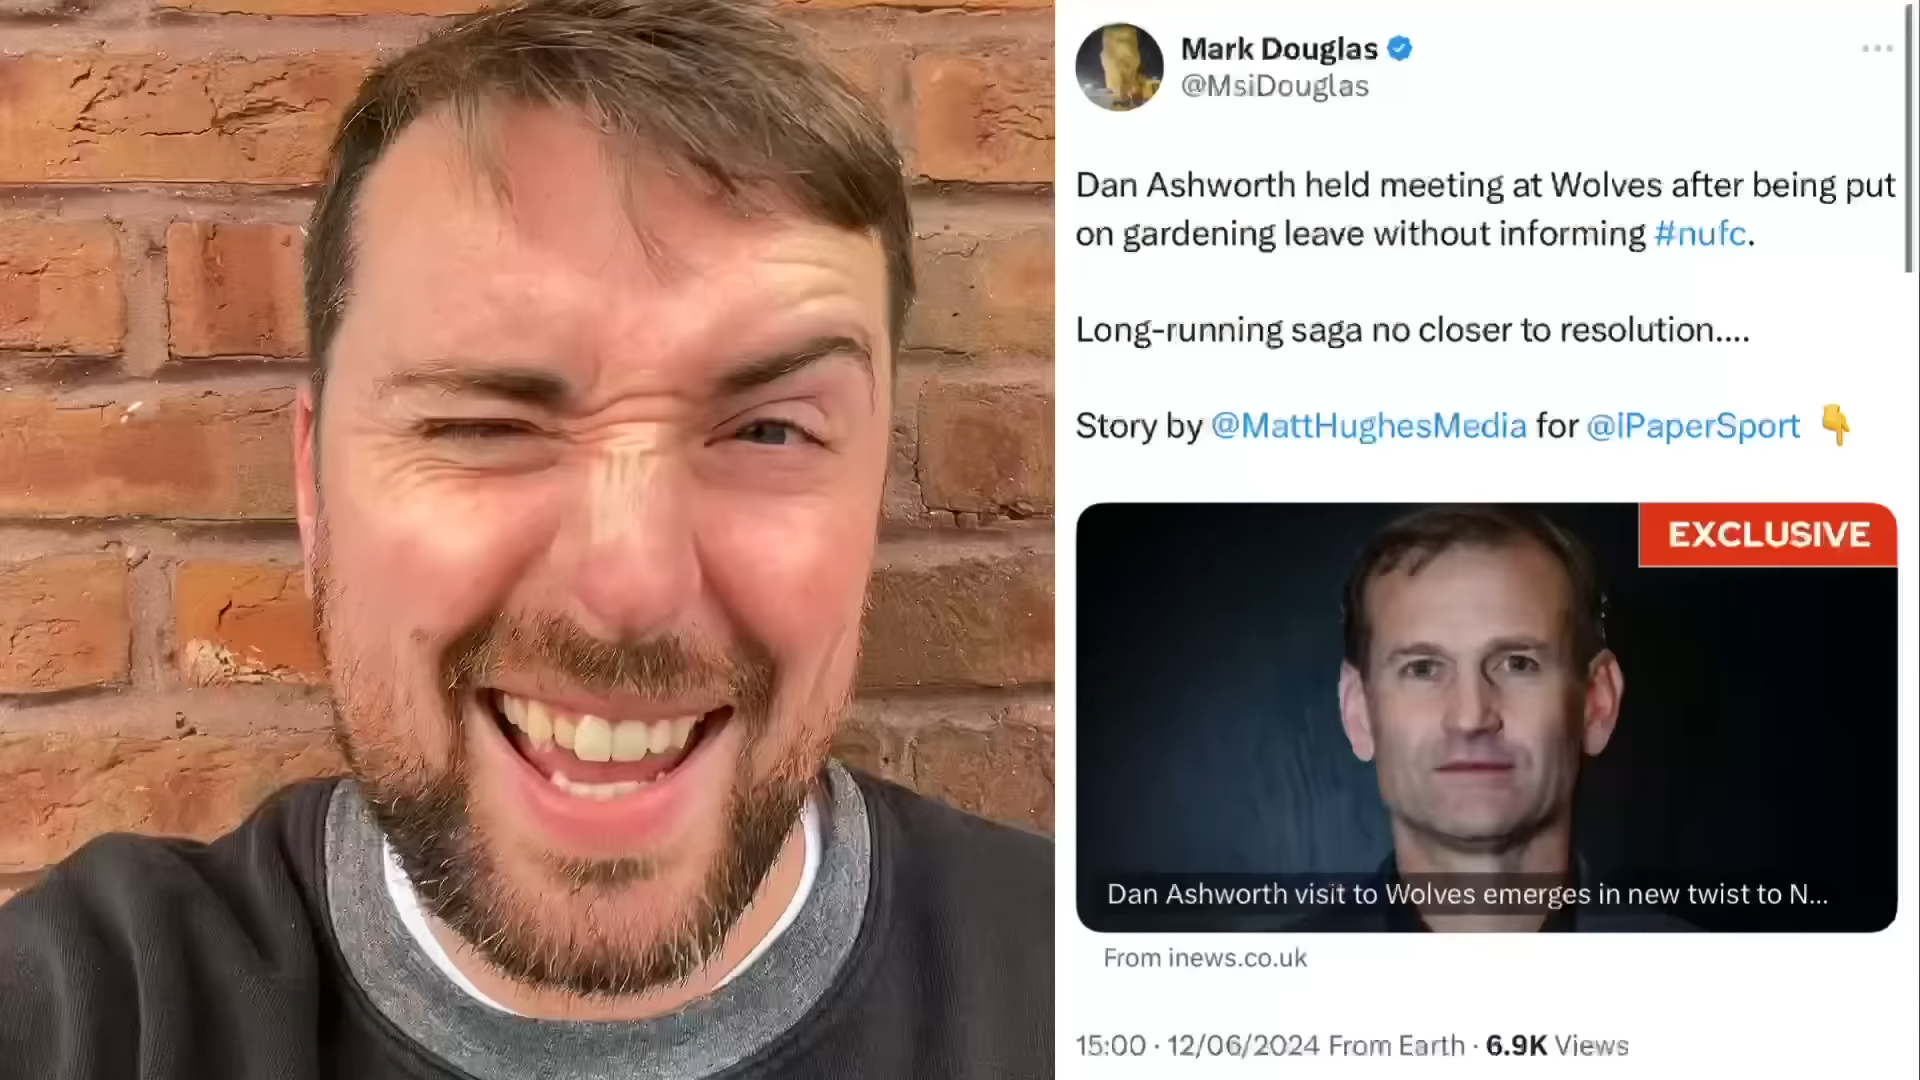 Mark Douglas
@MsiDouglas
Dan Ashworth held meeting at Wolves after being put
on gardening leave without informing #nufc.
Long-running saga no closer to resolution....
Story by @MattHughesMedia for @iPaperSport 👇
EXCLUSIVE
Dan Ashworth visit to Wolves emerges in new twist to N...
From inews.co.uk
15:00 · 12/06/2024 From Earth · 6.9K Views